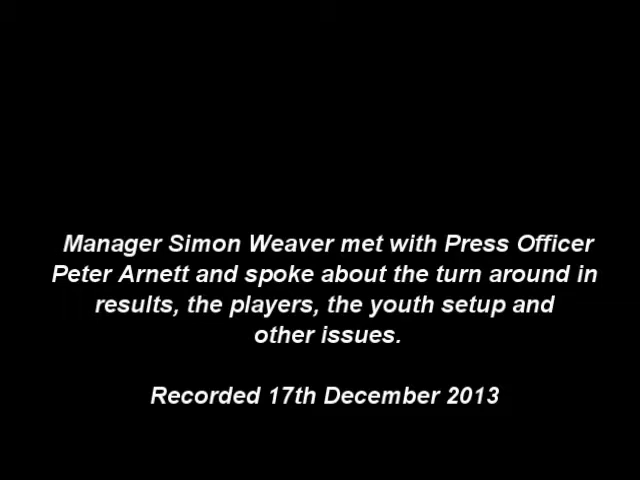 Manager Simon Weaver met with Press Officer
Peter Arnett and spoke about the turn around in
results, the players, the youth setup and
other issues.
Recorded 17th December 2013